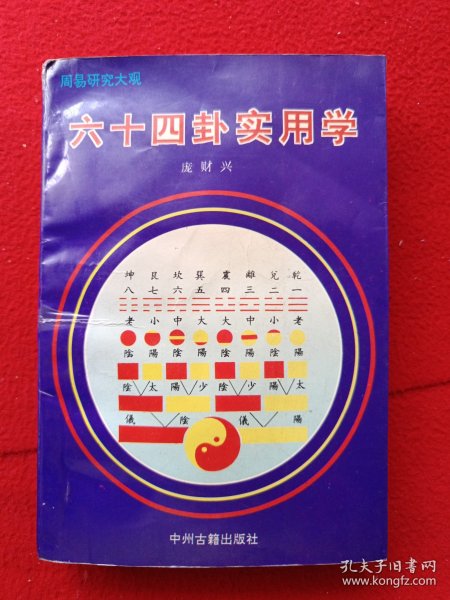 周易研究大观
六十四卦实用学
庞财兴
坤 艮 坎 巽 震 離 兌 乾
八 七 六 五 四 三 二 一
老 小 中 大 大 中 小 老
陰 陽 陰 陽 陰 陽 陰 陽
陰 太 陽 少 陰 少 陽 太
儀 陰 儀 陽
中州古籍出版社
孔夫子旧书网
www.kongfz.com